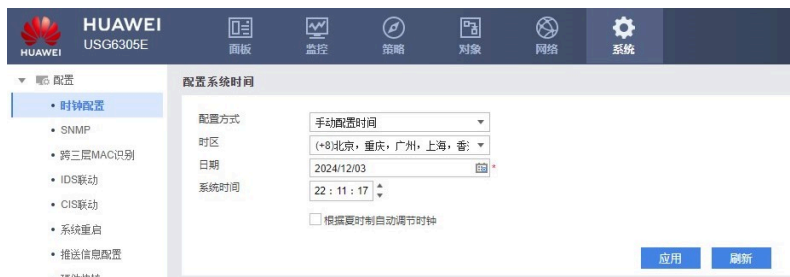 HUAWEI
HUAWEI
USG6305E
面板
监控
策略
对象
网络
系统
配置
时钟配置
SNMP
跨三层MAC识别
IDS联动
CIS联动
系统重启
推送信息配置
配置系统时间
配置方式
手动配置时间
时区
(+8)北京，重庆，广州，上海，香
日期
2024/12/03
*
系统时间
22 : 11 : 17
根据夏时制自动调节时钟
应用
刷新